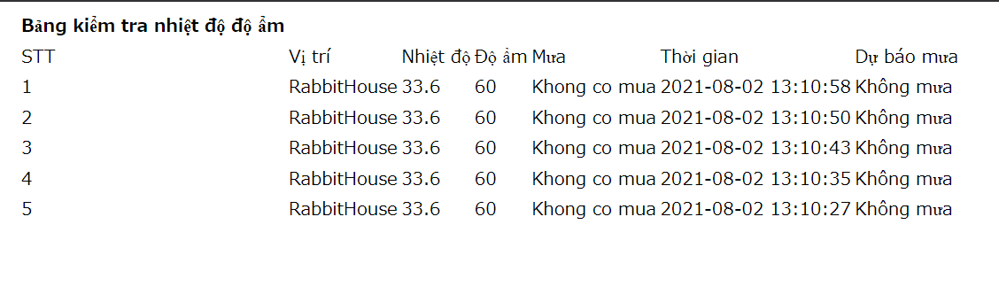 Bảng kiểm tra nhiệt độ độ ẩm
STT Vị trí Nhiệt độ Độ ẩm Mưa Thời gian Dự báo mưa
1 RabbitHouse 33.6 60 Khong co mua 2021-08-02 13:10:58 Không mưa
2 RabbitHouse 33.6 60 Khong co mua 2021-08-02 13:10:50 Không mưa
3 RabbitHouse 33.6 60 Khong co mua 2021-08-02 13:10:43 Không mưa
4 RabbitHouse 33.6 60 Khong co mua 2021-08-02 13:10:35 Không mưa
5 RabbitHouse 33.6 60 Khong co mua 2021-08-02 13:10:27 Không mưa